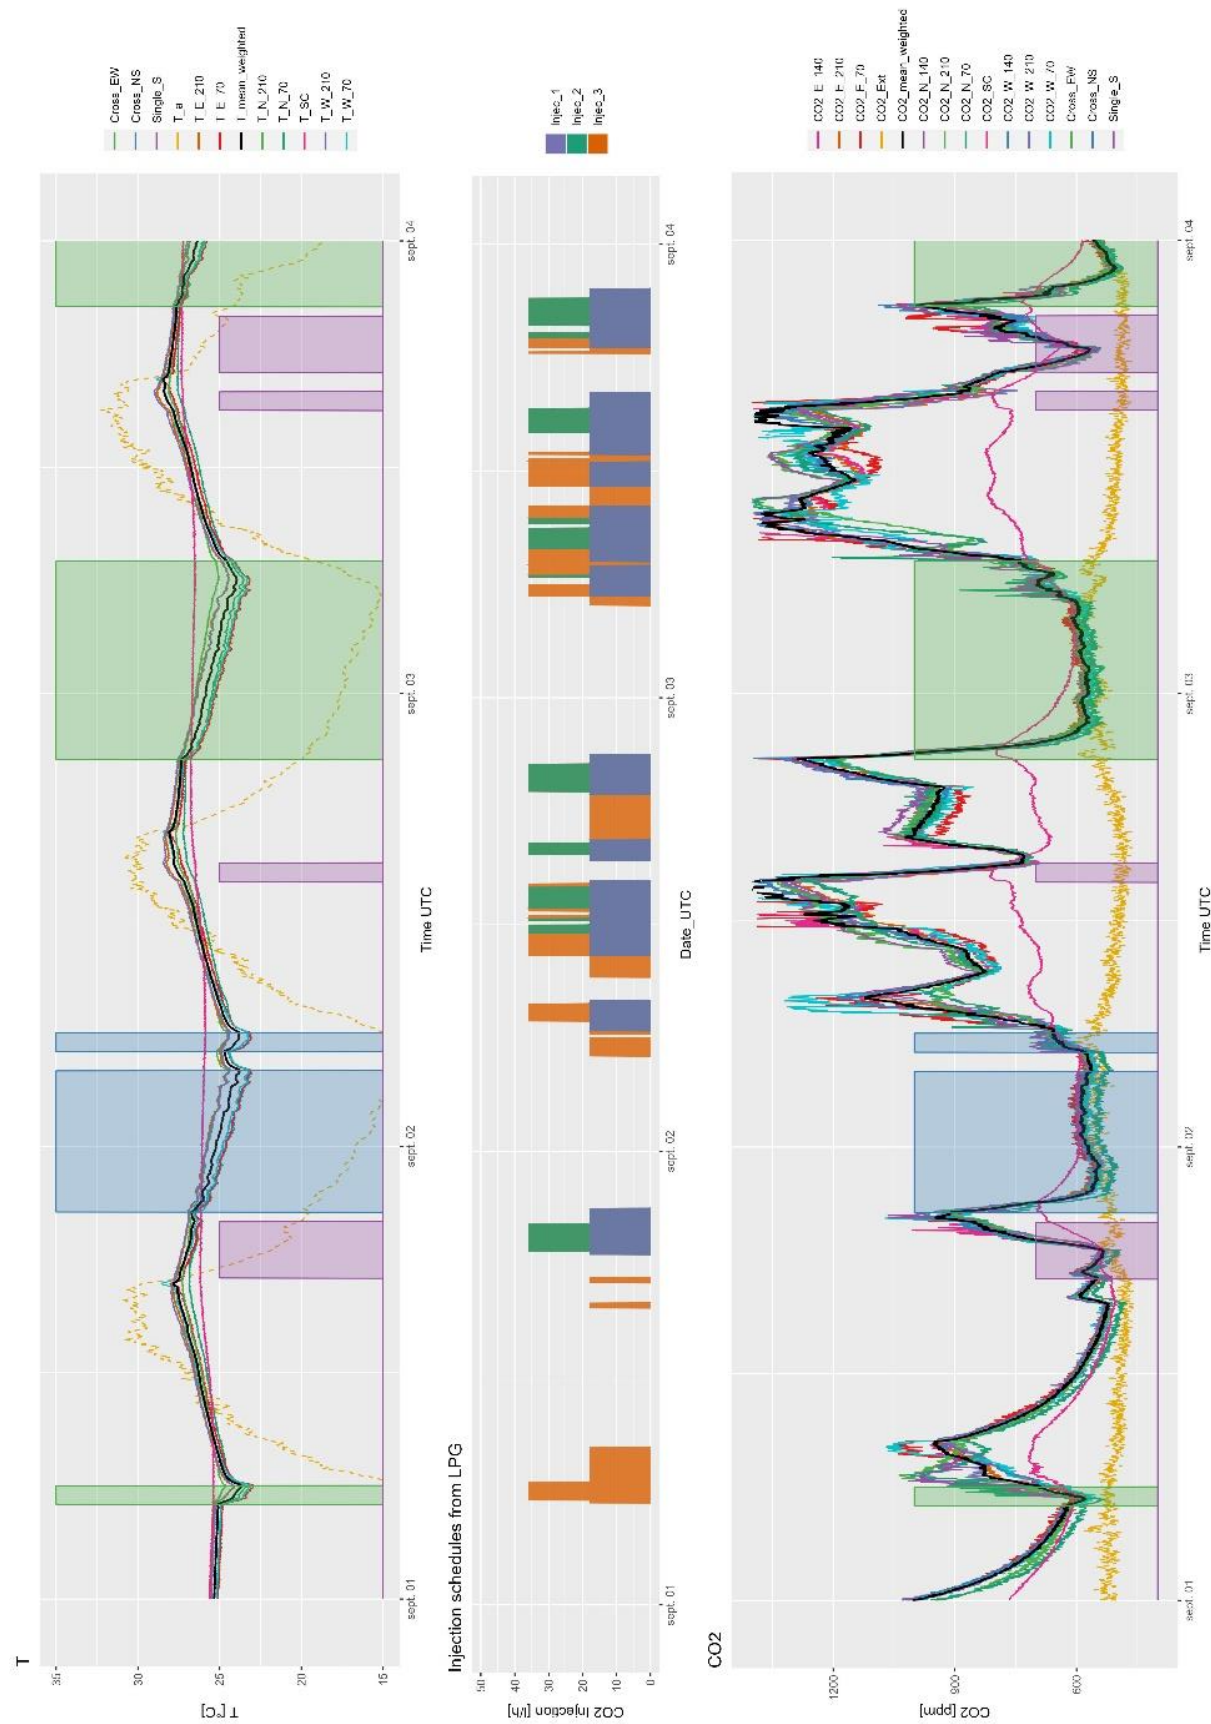 T
35
30
25
20
15
T [°C]
sept. 01
sept. 02
sept. 03
sept. 04
Time UTC
Cross_EW
Cross_NS
Single_S
T_a
T_E_210
T_E_70
T_mean_weighted
T_N_210
T_N_70
T_SC
T_W_210
T_W_70
Injection schedules from LPG
50
40
30
20
10
0
CO2 Injection [l/h]
sept. 01
sept. 02
sept. 03
sept. 04
Date_UTC
Injec_1
Injec_2
Injec_3
CO2
1200
900
600
CO2 [ppm]
sept. 01
sept. 02
sept. 03
sept. 04
Time UTC
CO2_E_140
CO2_E_210
CO2_E_70
CO2_Ext
CO2_mean_weighted
CO2_N_140
CO2_N_210
CO2_N_70
CO2_SC
CO2_W_140
CO2_W_210
CO2_W_70
Cross_EW
Cross_NS
Single_S